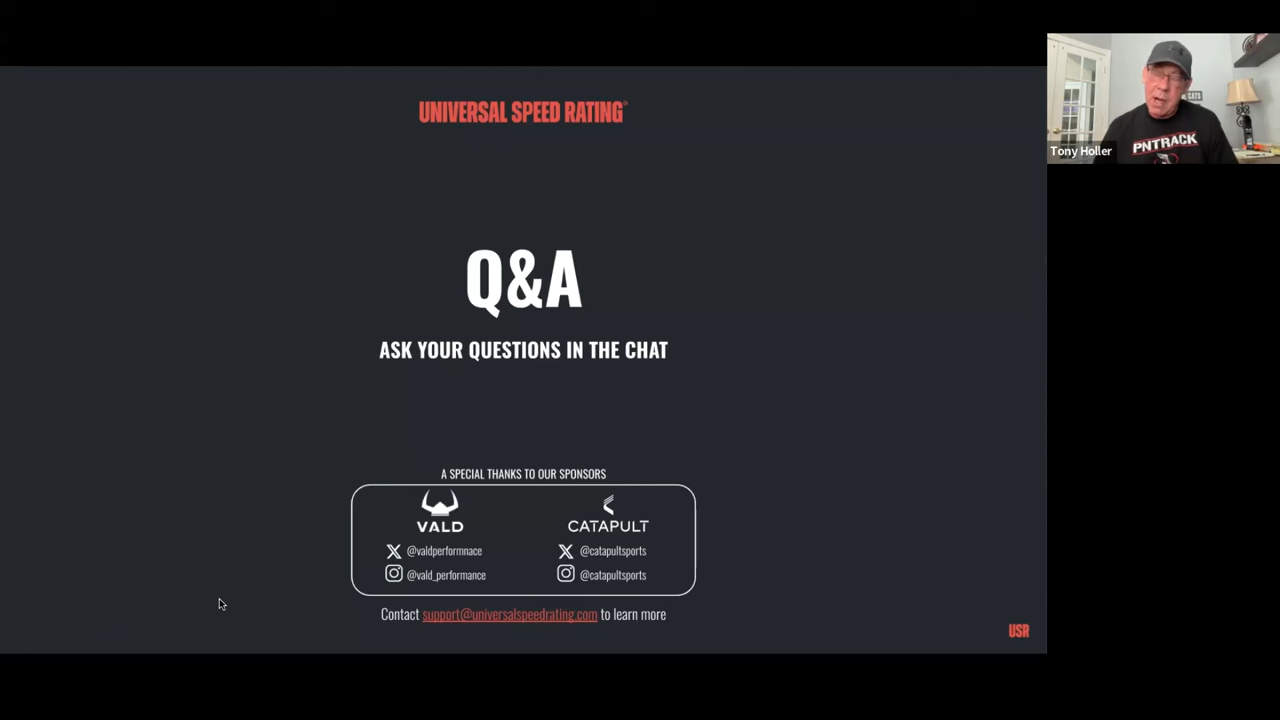 UNIVERSAL SPEED RATING®
Q&A
ASK YOUR QUESTIONS IN THE CHAT
A SPECIAL THANKS TO OUR SPONSORS
VALD
@valdperformnace
@vald_performance
CATAPULT
@catapultsports
@catapultsports
Contact support@universalspeedrating.com to learn more
USR
Tony Holler
PNTRACK
CATS